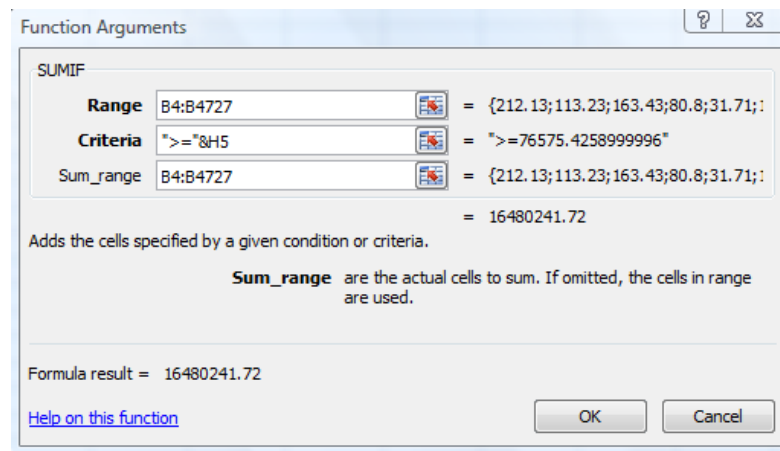 Function Arguments
?
SUMIF
Range B4:B4727 = {212.13;113.23;163.43;80.8;31.71;
Criteria ">="&H5 = ">=76575.4258999996"
Sum_range B4:B4727 = {212.13;113.23;163.43;80.8;31.71;
= 16480241.72
Adds the cells specified by a given condition or criteria.
Sum_range are the actual cells to sum. If omitted, the cells in range
are used.
Formula result = 16480241.72
Help on this function OK Cancel